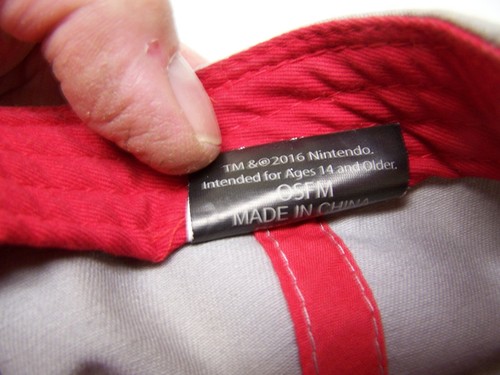 TM &®2016 Nintendo.
Intended for Ages 14 and Older.
OSFM
MADE IN CHINA